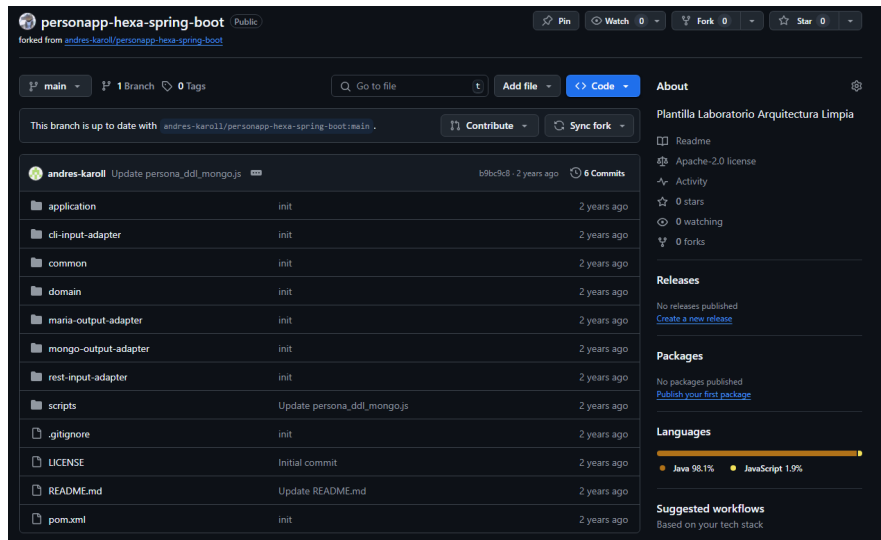 personapp-hexa-spring-boot Public
Pin Watch 0 Fork 0 Star 0
forked from andres-karoll/personapp-hexa-spring-boot
main 1 Branch 0 Tags Go to file t Add file Code
This branch is up to date with andres-karoll/personapp-hexa-spring-boot:main . Contribute Sync fork
andres-karoll Update persona_ddl_mongo.js b9bc9c8 · 2 years ago 6 Commits
application init 2 years ago
cli-input-adapter init 2 years ago
common init 2 years ago
domain init 2 years ago
maria-output-adapter init 2 years ago
mongo-output-adapter init 2 years ago
rest-input-adapter init 2 years ago
scripts Update persona_ddl_mongo.js 2 years ago
.gitignore init 2 years ago
LICENSE Initial commit 2 years ago
README.md Update README.md 2 years ago
pom.xml init 2 years ago
About
Plantilla Laboratorio Arquitectura Limpia
Readme
Apache-2.0 license
Activity
0 stars
0 watching
0 forks
Releases
No releases published
Create a new release
Packages
No packages published
Publish your first package
Languages
Java 98.1% JavaScript 1.9%
Suggested workflows
Based on your tech stack